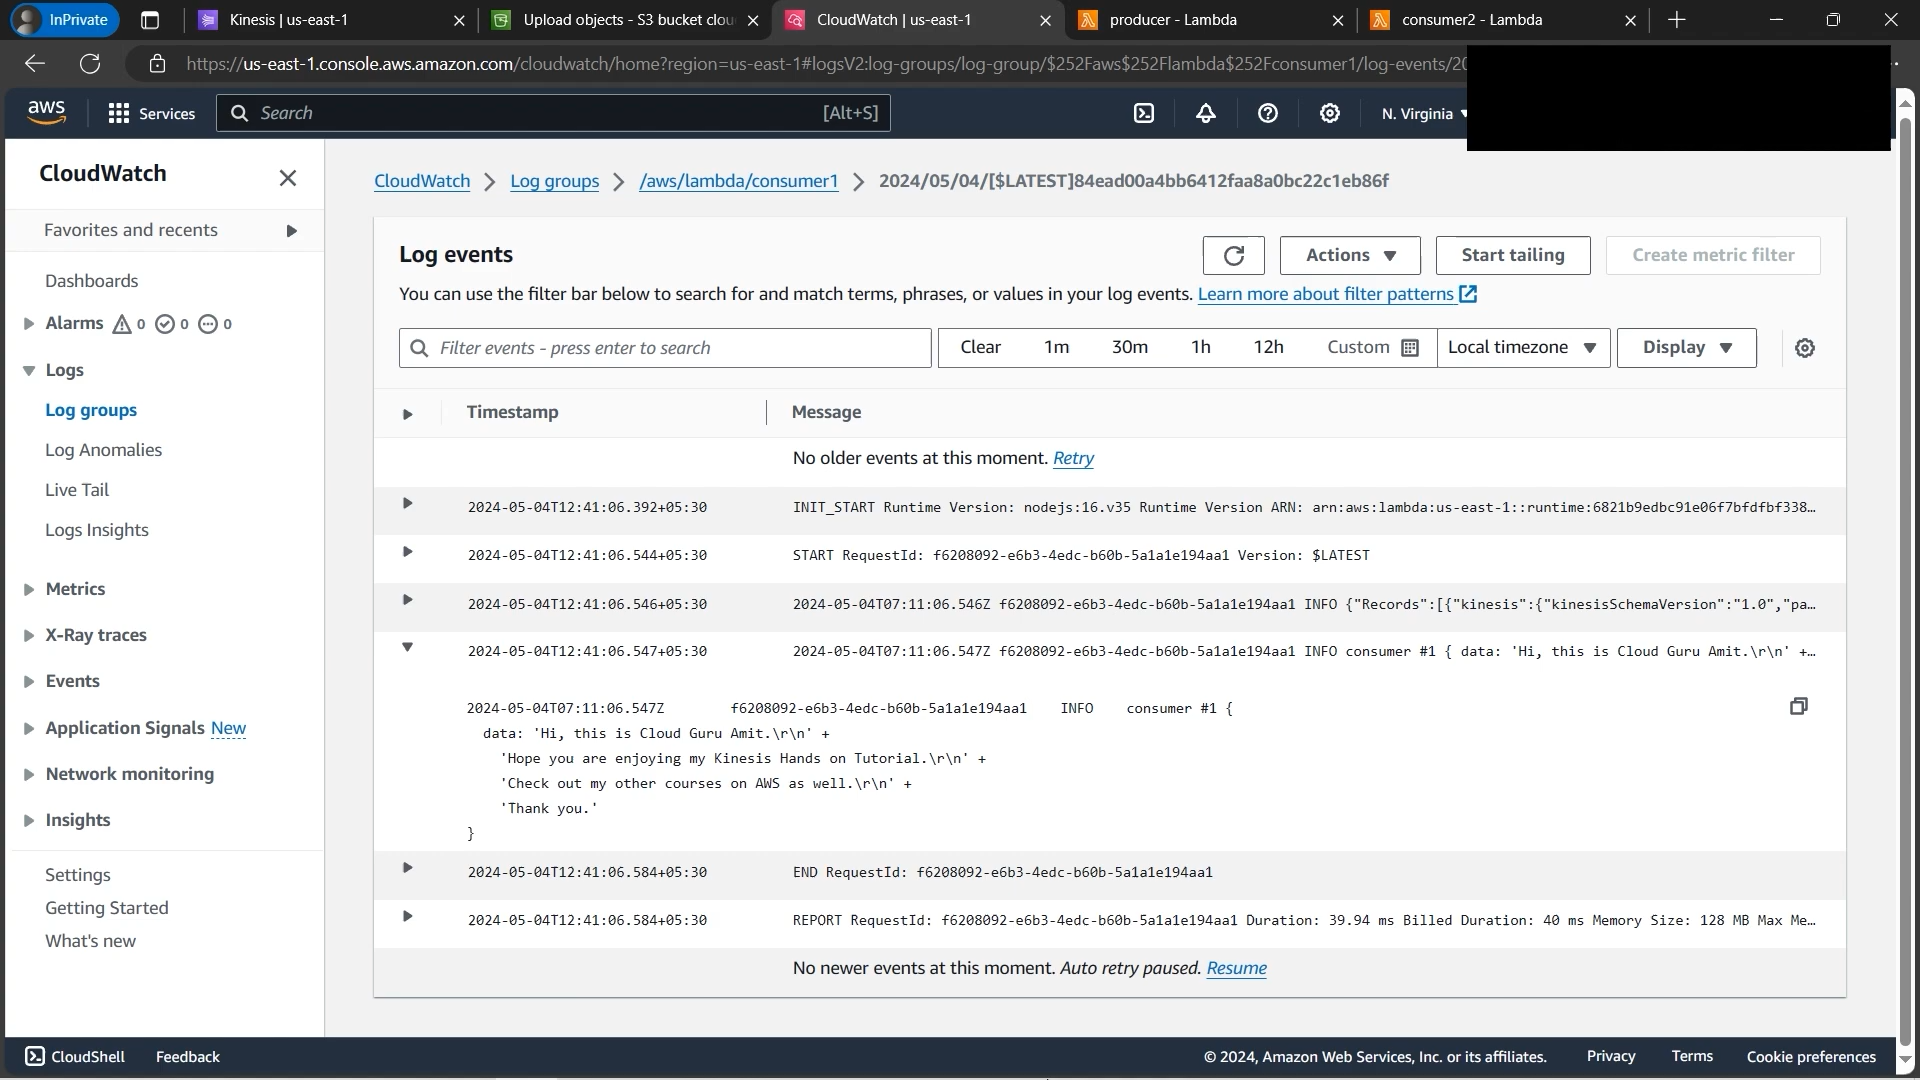 InPrivate
Kinesis | us-east-1
Upload objects - S3 bucket clou
CloudWatch | us-east-1
producer - Lambda
consumer2 - Lambda
https://us-east-1.console.aws.amazon.com/cloudwatch/home?region=us-east-1#logsV2:log-groups/log-group/$252Faws$252Flambda$252Fconsumer1/log-events/20
aws
Services
Search
[Alt+S]
N. Virginia
CloudWatch
Favorites and recents
Dashboards
Alarms 0 0 0
Logs
Log groups
Log Anomalies
Live Tail
Logs Insights
Metrics
X-Ray traces
Events
Application Signals New
Network monitoring
Insights
Settings
Getting Started
What's new
CloudWatch > Log groups > /aws/lambda/consumer1 > 2024/05/04/[$LATEST]84ead00a4bb6412faa8a0bc22c1eb86f
Log events
Actions
Start tailing
Create metric filter
You can use the filter bar below to search for and match terms, phrases, or values in your log events. Learn more about filter patterns
Filter events - press enter to search
Clear 1m 30m 1h 12h Custom
Local timezone
Display
Timestamp Message
No older events at this moment. Retry
2024-05-04T12:41:06.392+05:30 INIT_START Runtime Version: nodejs:16.v35 Runtime Version ARN: arn:aws:lambda:us-east-1::runtime:6821b9edbc91e06f7bfdfbf338…
2024-05-04T12:41:06.544+05:30 START RequestId: f6208092-e6b3-4edc-b60b-5a1a1e194aa1 Version: $LATEST
2024-05-04T12:41:06.546+05:30 2024-05-04T07:11:06.546Z f6208092-e6b3-4edc-b60b-5a1a1e194aa1 INFO {"Records":[{"kinesis":{"kinesisSchemaVersion":"1.0","pa…
2024-05-04T12:41:06.547+05:30 2024-05-04T07:11:06.547Z f6208092-e6b3-4edc-b60b-5a1a1e194aa1 INFO consumer #1 { data: 'Hi, this is Cloud Guru Amit.\r\n' +…
2024-05-04T07:11:06.547Z f6208092-e6b3-4edc-b60b-5a1a1e194aa1 INFO consumer #1 {
data: 'Hi, this is Cloud Guru Amit.\r\n' +
'Hope you are enjoying my Kinesis Hands on Tutorial.\r\n' +
'Check out my other courses on AWS as well.\r\n' +
'Thank you.'
}
2024-05-04T12:41:06.584+05:30 END RequestId: f6208092-e6b3-4edc-b60b-5a1a1e194aa1
2024-05-04T12:41:06.584+05:30 REPORT RequestId: f6208092-e6b3-4edc-b60b-5a1a1e194aa1 Duration: 39.94 ms Billed Duration: 40 ms Memory Size: 128 MB Max Me…
No newer events at this moment. Auto retry paused. Resume
CloudShell
Feedback
© 2024, Amazon Web Services, Inc. or its affiliates.
Privacy
Terms
Cookie preferences